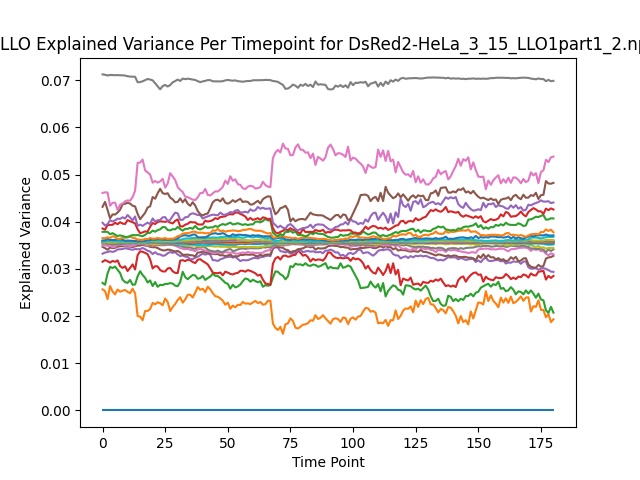 LLO Explained Variance Per Timepoint for DsRed2-HeLa_3_15_LLO1part1_2.n
0.07
0.06
0.05
0.04
0.03
0.02
0.01
0.00
Explained Variance
0 25 50 75 100 125 150 175
Time Point